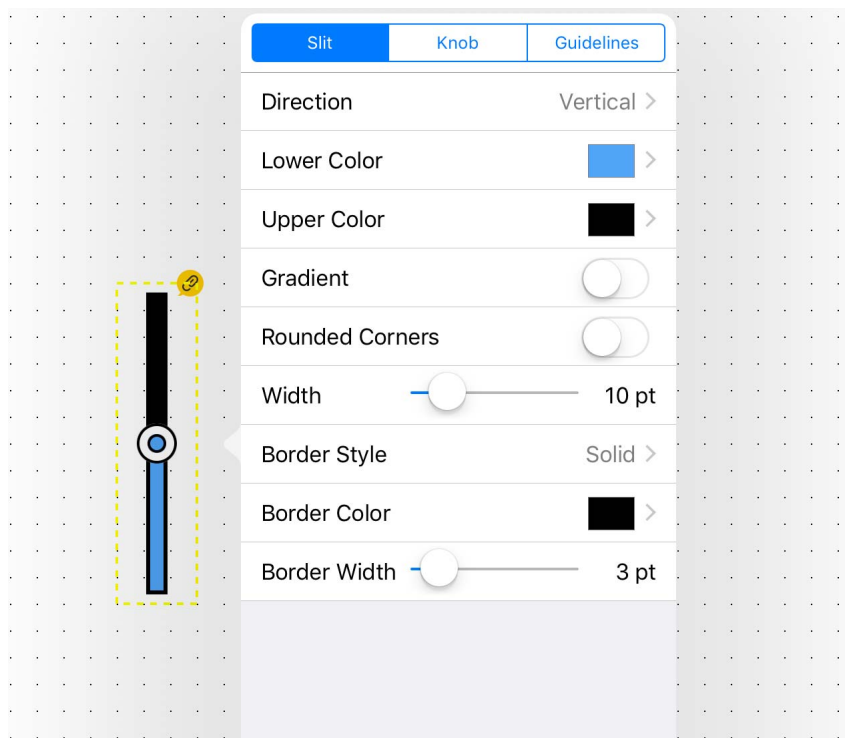 Slit Knob Guidelines
Direction Vertical
Lower Color
Upper Color
Gradient
Rounded Corners
Width 10 pt
Border Style Solid
Border Color
Border Width 3 pt